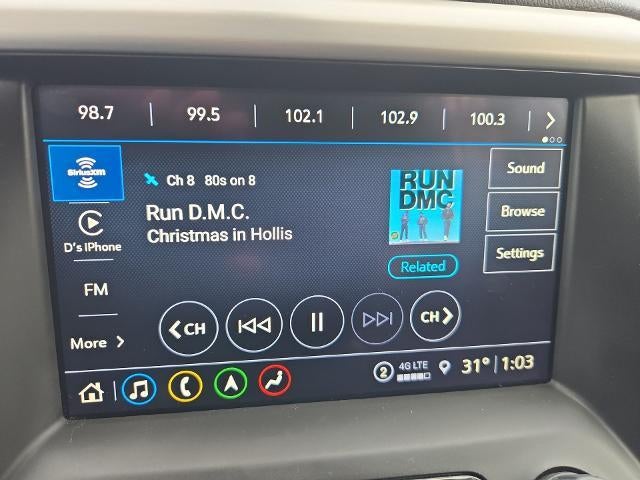 98.7 99.5 102.1 102.9 100.3
SiriusXM
Ch 8 80s on 8
Run D.M.C.
Christmas in Hollis
RUN
DMC
Related
Sound
Browse
Settings
D's iPhone
FM
More
CH
CH
2 4G LTE 31° 1:03